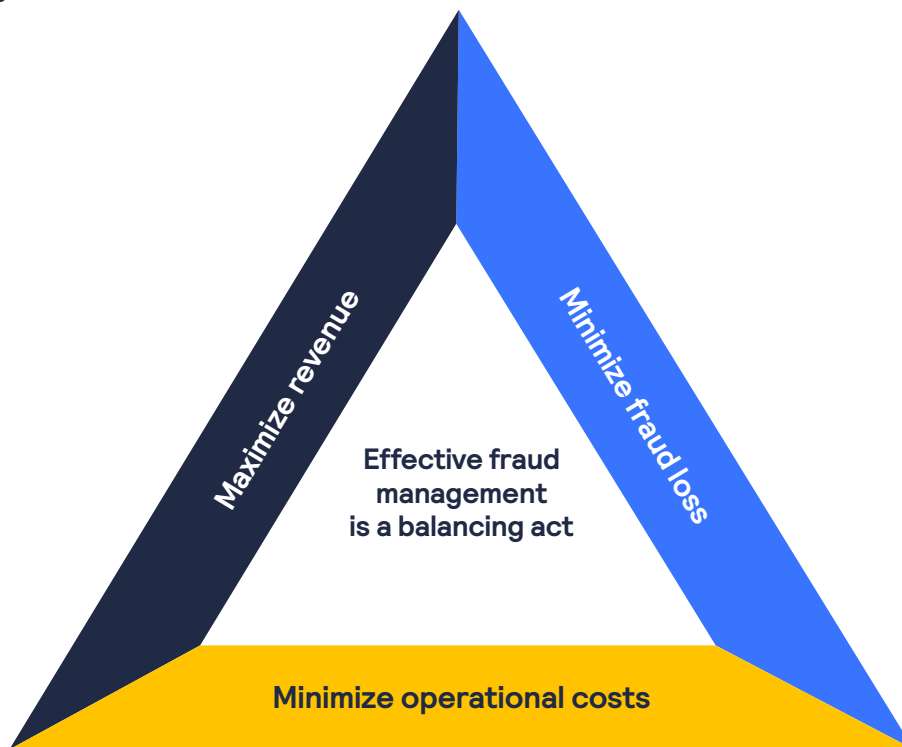 Maximize revenue
Minimize fraud loss
Effective fraud
management
is a balancing act
Minimize operational costs